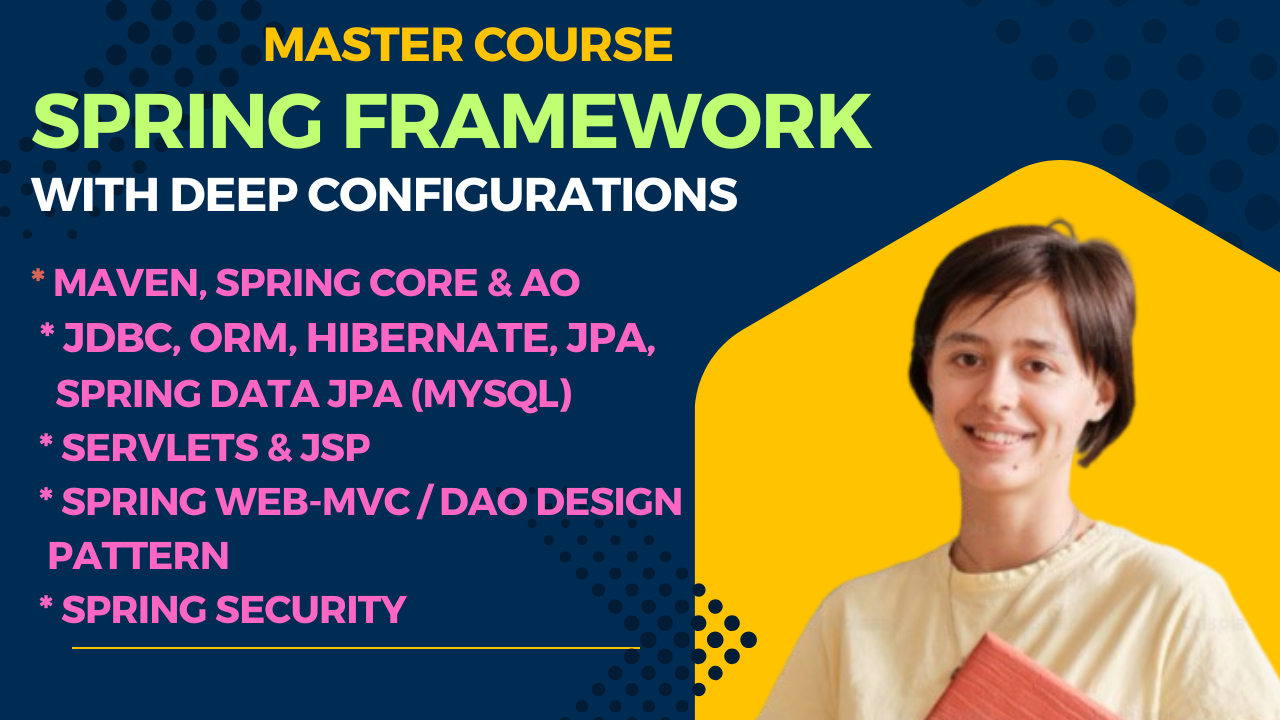 MASTER COURSE
SPRING FRAMEWORK
WITH DEEP CONFIGURATIONS
* MAVEN, SPRING CORE & AO
* JDBC, ORM, HIBERNATE, JPA,
SPRING DATA JPA (MYSQL)
* SERVLETS & JSP
* SPRING WEB-MVC / DAO DESIGN
PATTERN
* SPRING SECURITY